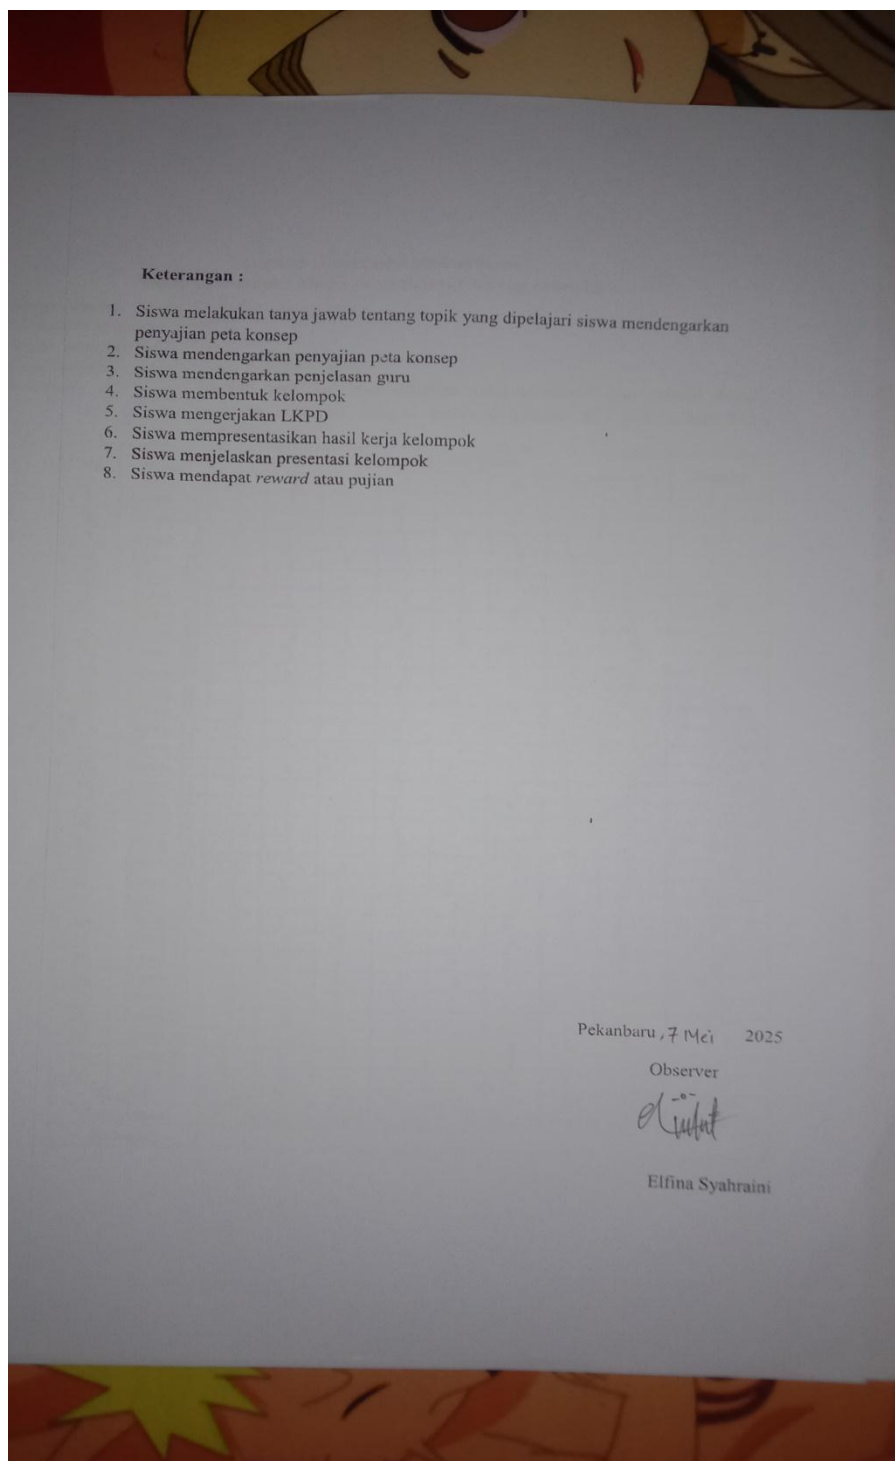 Keterangan :
1. Siswa melakukan tanya jawab tentang topik yang dipelajari siswa mendengarkan
penyajian peta konsep
2. Siswa mendengarkan penyajian peta konsep
3. Siswa mendengarkan penjelasan guru
4. Siswa membentuk kelompok
5. Siswa mengerjakan LKPD
6. Siswa mempresentasikan hasil kerja kelompok
7. Siswa menjelaskan presentasi kelompok
8. Siswa mendapat reward atau pujian
Pekanbaru, 7 Mei 2025
Observer
Elfina Syahraini